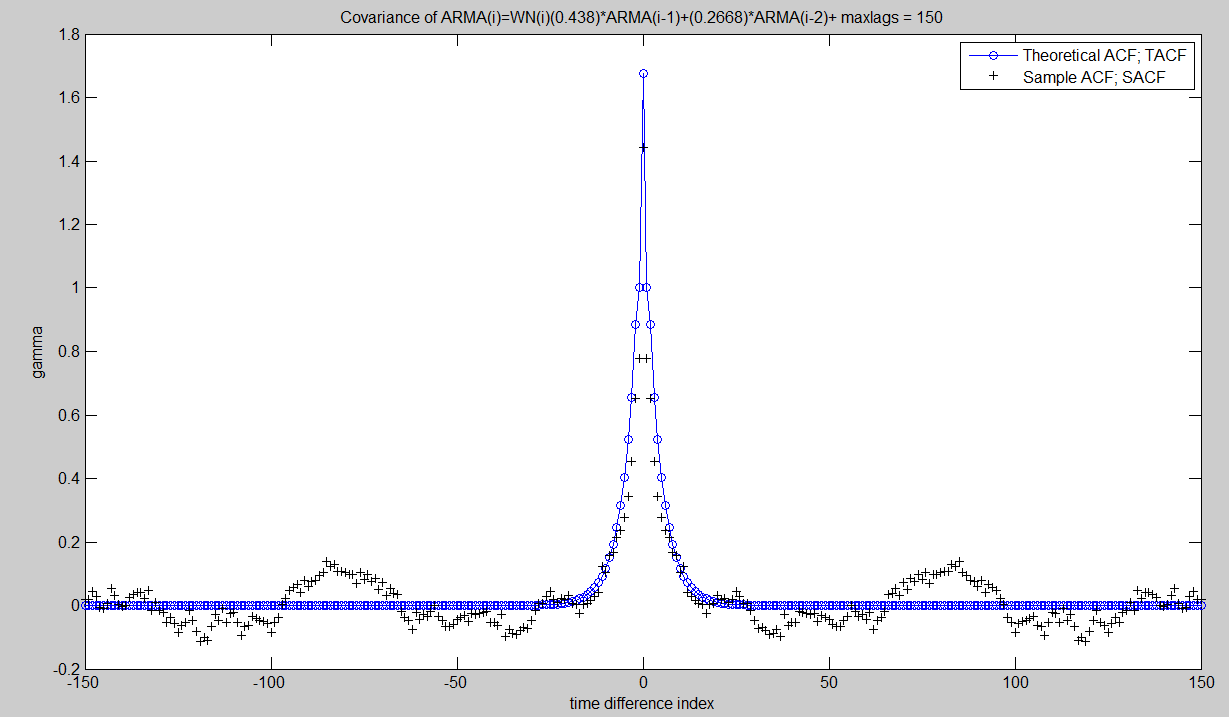 Covariance of ARMA(i)=WN(i)(0.438)*ARMA(i-1)+(0.2668)*ARMA(i-2)+ maxlags = 150
1.8
Theoretical ACF; TACF
Sample ACF; SACF
1.6
1.4
1.2
1
0.8
gamma
0.6
0.4
0.2
0
-0.2
-150 -100 -50 0 50 100 150
time difference index